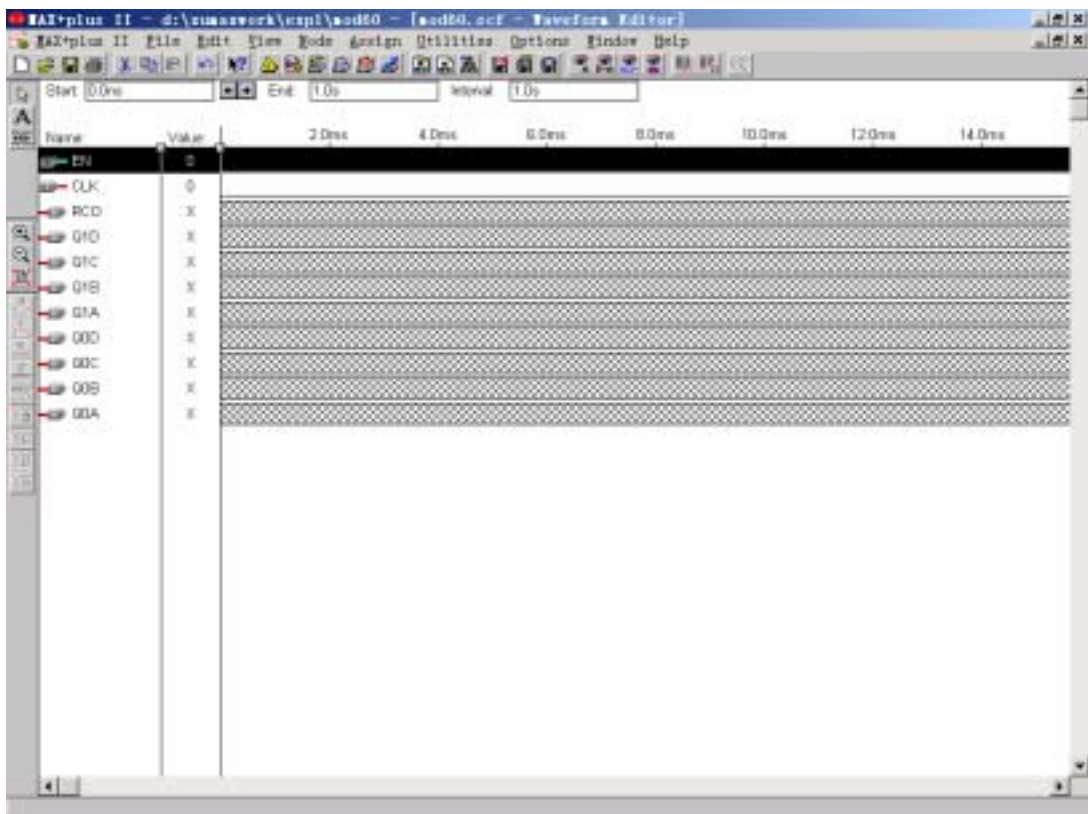 MAX+plus II - d:\xumaxwork\exp1\mod60 - [mod60.scf - Waveform Editor]
MAX+plus II File Edit View Node Assign Utilities Options Window Help
Start: 0.0ns End: 1.0s Interval: 1.0s
Name: Value: 2.0ms 4.0ms 6.0ms 8.0ms 10.0ms 12.0ms 14.0ms
EN 0
CLK 0
RCO X
Q1D X
Q1C X
Q1B X
Q1A X
Q0D X
Q0C X
Q0B X
Q0A X